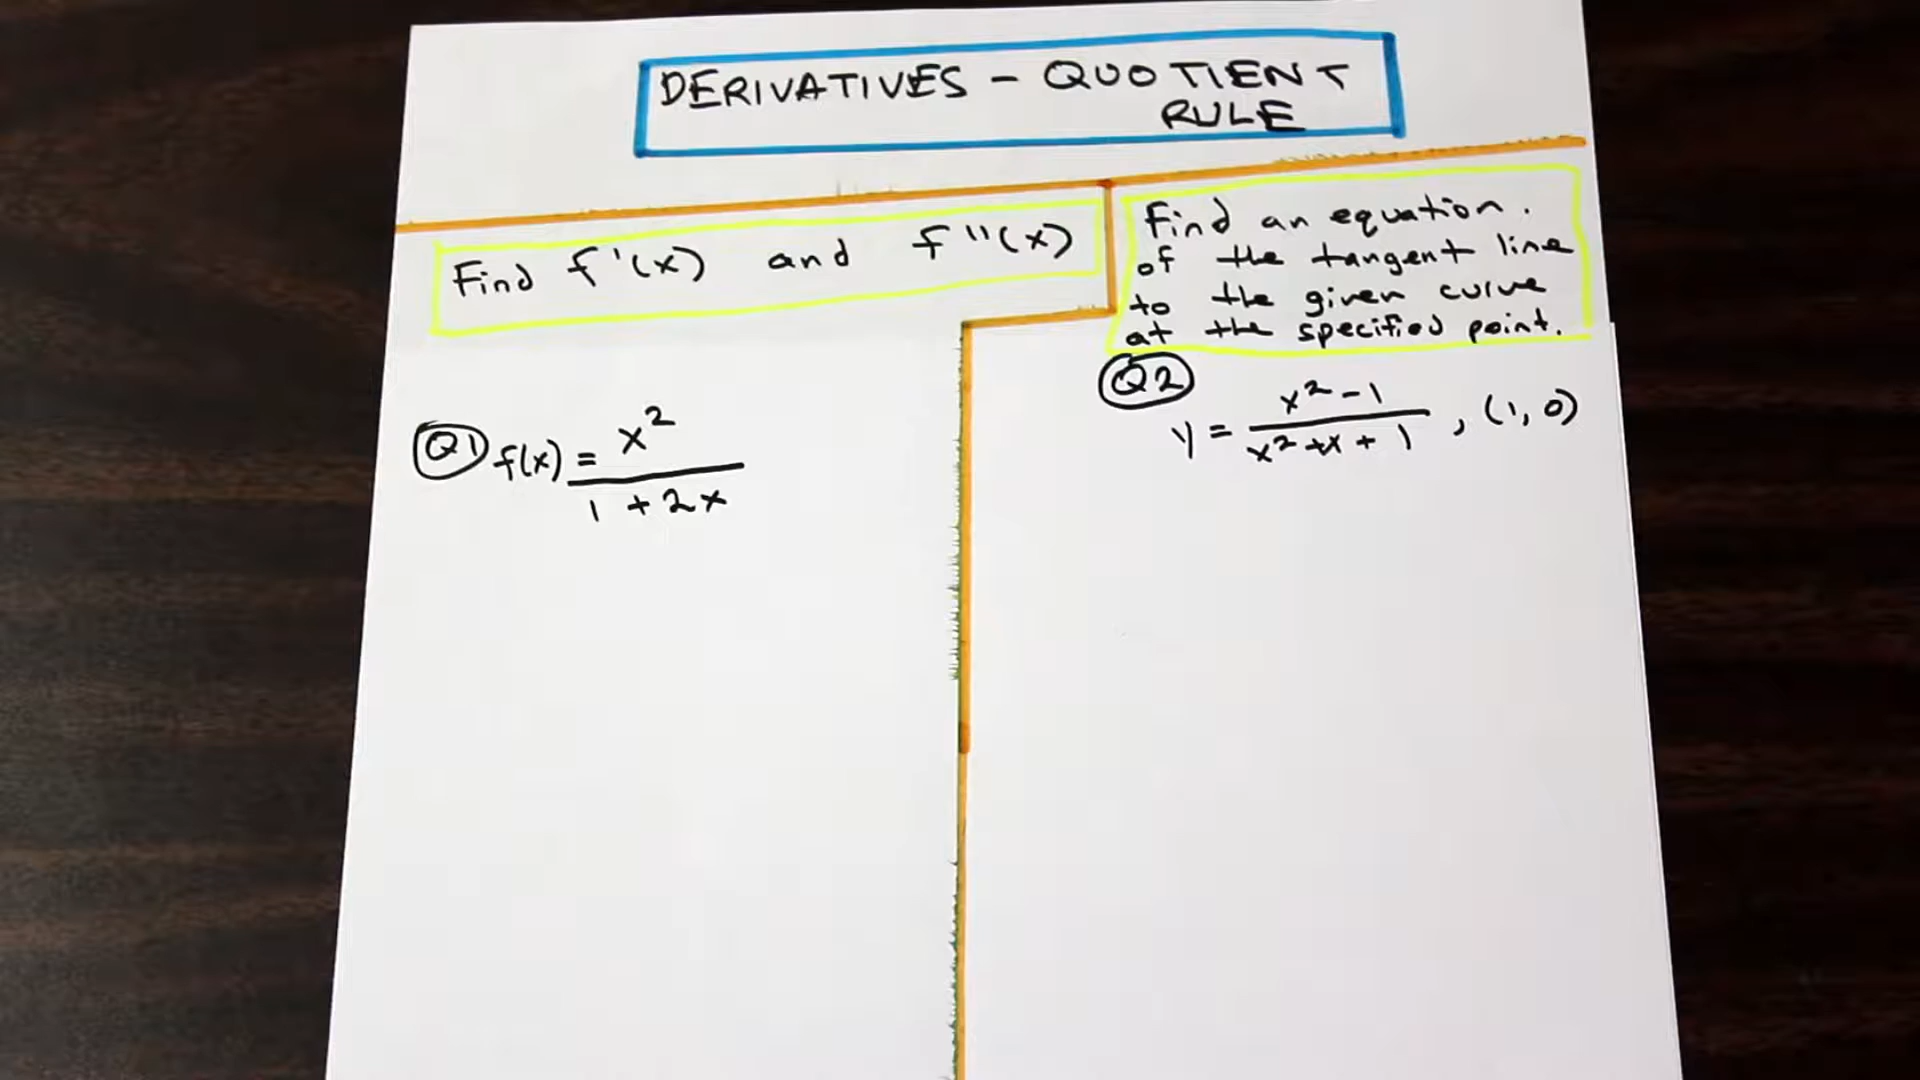 DERIVATIVES - QUOTIENT
RULE
Find f'(x) and f''(x)
Find an equation.
of the tangent line
to the given curve
at the specified point.
Q1 f(x) = x²
1 + 2x
Q2
y = x² - 1 , (1, 0)
x² + x + 1